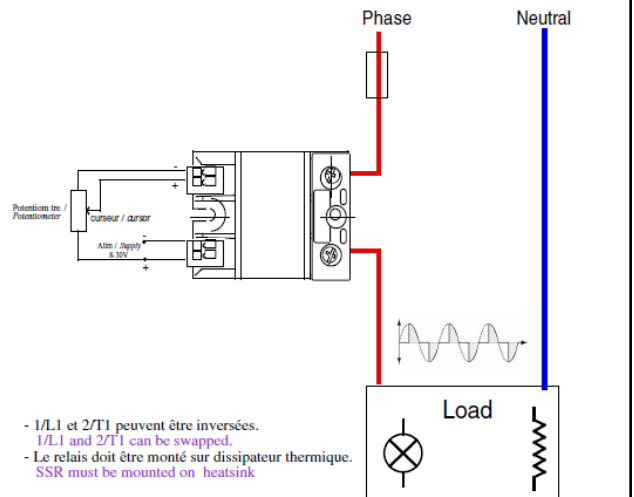 Phase
Neutral
-
+
Potentiom tre /
Potentiometer
curseur / cursor
Alim / Supply
8-30V
-
+
Load
- 1/L1 et 2/T1 peuvent être inversées.
1/L1 and 2/T1 can be swapped.
- Le relais doit être monté sur dissipateur thermique.
SSR must be mounted on heatsink